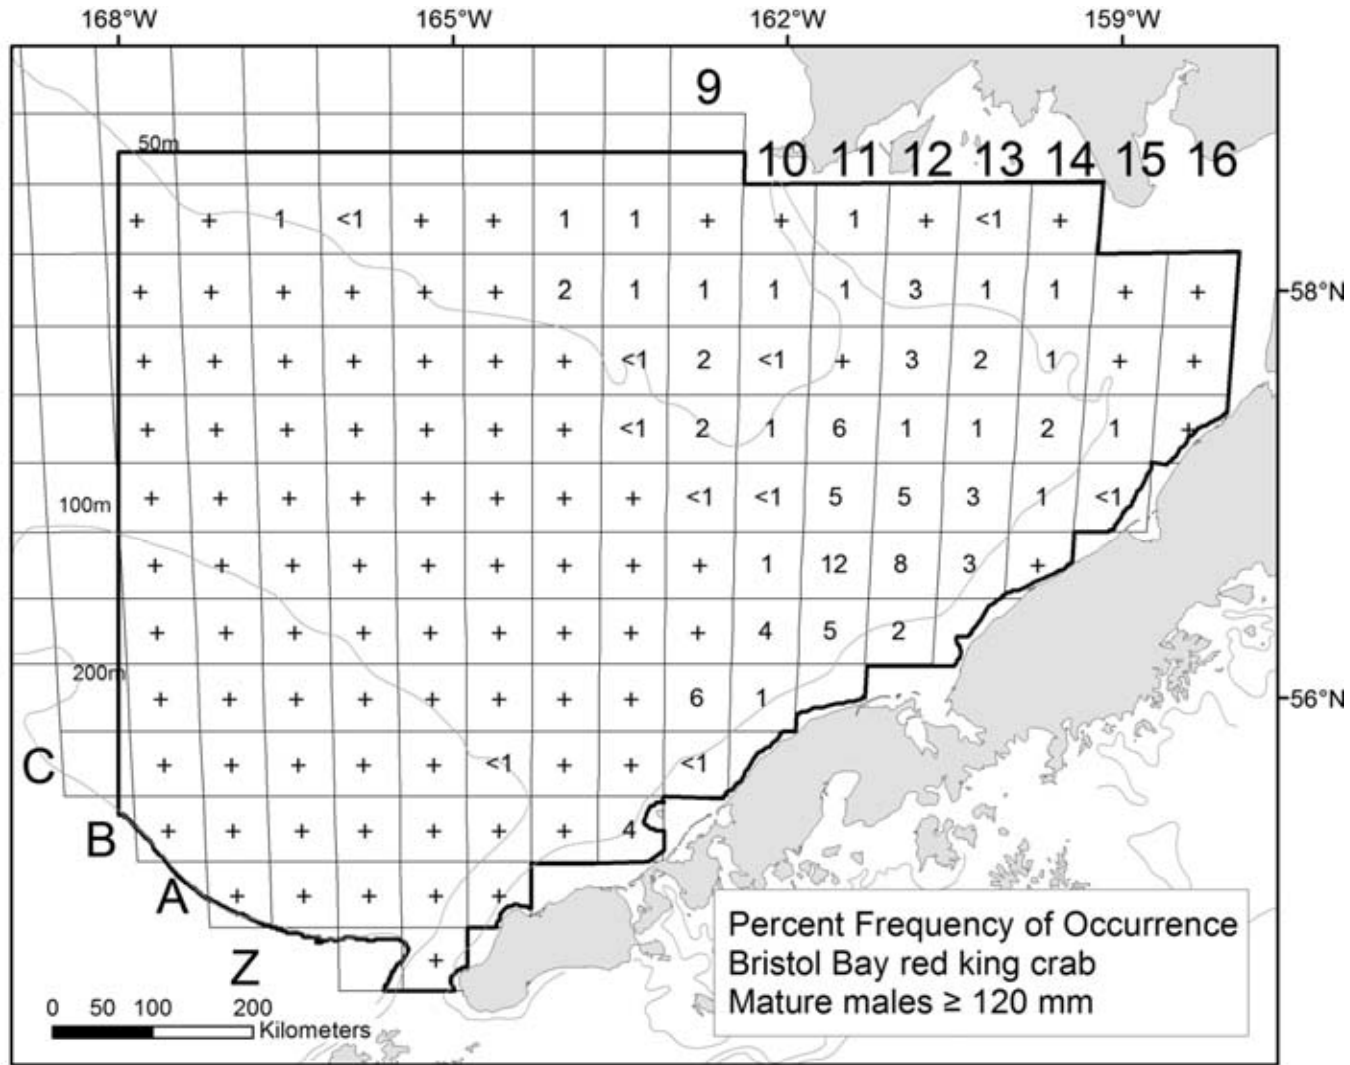 168°W 165°W 162°W 159°W
9
50m
10 11 12 13 14 15 16
+ + 1 <1 + + 1 1 + + 1 + <1 +
+ + + + + + 2 1 1 1 1 3 1 1 + +
58°N
+ + + + + + + <1 2 <1 + 3 2 1 + +
+ + + + + + + <1 2 1 6 1 1 2 1 +
100m
+ + + + + + + + <1 <1 5 5 3 1 <1
+ + + + + + + + + 1 12 8 3 +
+ + + + + + + + + 4 5 2
200m
+ + + + + + + + 6 1
56°N
C
+ + + + + <1 + + <1
B
+ + + + + + + 4
A
+ + + + +
Z
+
Percent Frequency of Occurrence
Bristol Bay red king crab
Mature males ≥ 120 mm
0 50 100 200
Kilometers